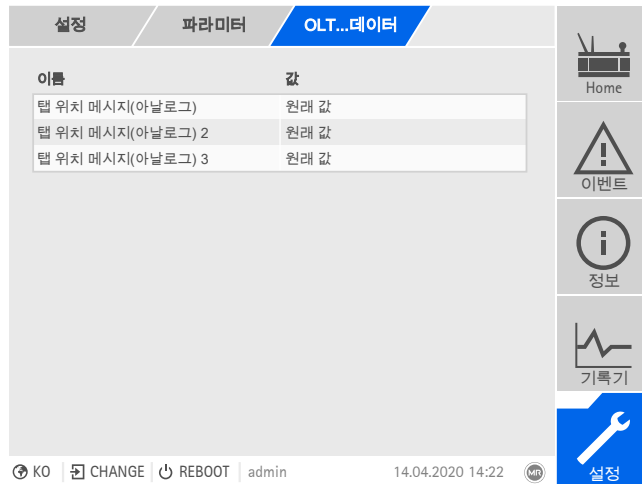 설정 파라미터 OLT...데이터
이름 값
탭 위치 메시지(아날로그) 원래 값
탭 위치 메시지(아날로그) 2 원래 값
탭 위치 메시지(아날로그) 3 원래 값
Home
이벤트
정보
기록기
설정
KO CHANGE REBOOT admin 14.04.2020 14:22 MR